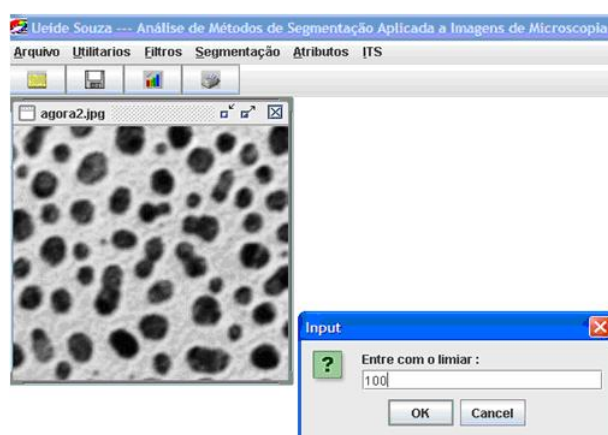 Ueide Souza --- Análise de Métodos de Segmentação Aplicada a Imagens de Microscopia
Arquivo Utilitarios Filtros Segmentação Atributos ITS
agora2.jpg
Input
Entre com o limiar :
100
OK Cancel